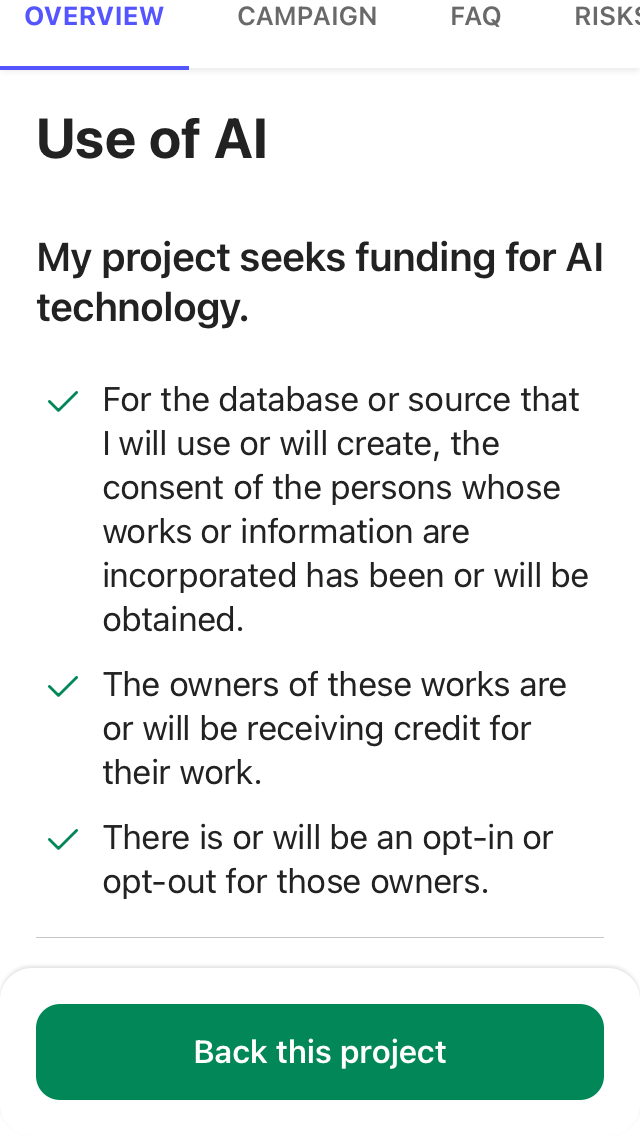 OVERVIEW CAMPAIGN FAQ
Use of AI
My project seeks funding for AI
technology.
For the database or source that
I will use or will create, the
consent of the persons whose
works or information are
incorporated has been or will be
obtained.
The owners of these works are
or will be receiving credit for
their work.
There is or will be an opt-in or
opt-out for those owners.
Back this project